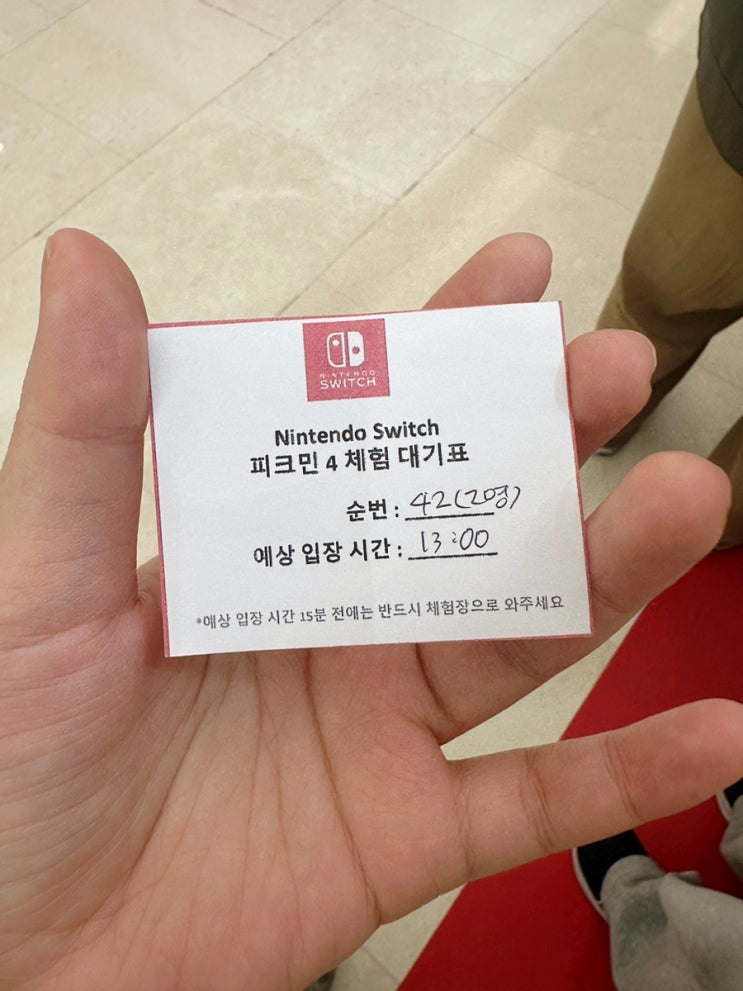 NINTENDO
SWITCH
Nintendo Switch
피크민 4 체험 대기표
순번 : 42(2명)
예상 입장 시간 : 13:00
*예상 입장 시간 15분 전에는 반드시 체험장으로 와주세요